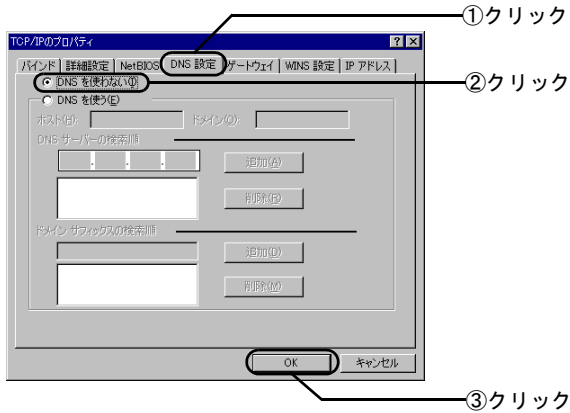 ①クリック
TCP/IPのプロパティ
バインド 詳細設定 NetBIOS DNS 設定 ゲートウェイ WINS 設定 IP アドレス
DNS を使わない(I)
②クリック
DNS を使う(E)
ホスト(H): ドメイン(O):
DNS サーバーの検索順
追加(A)
削除(R)
ドメイン サフィックスの検索順
追加(D)
削除(M)
OK キャンセル
③クリック